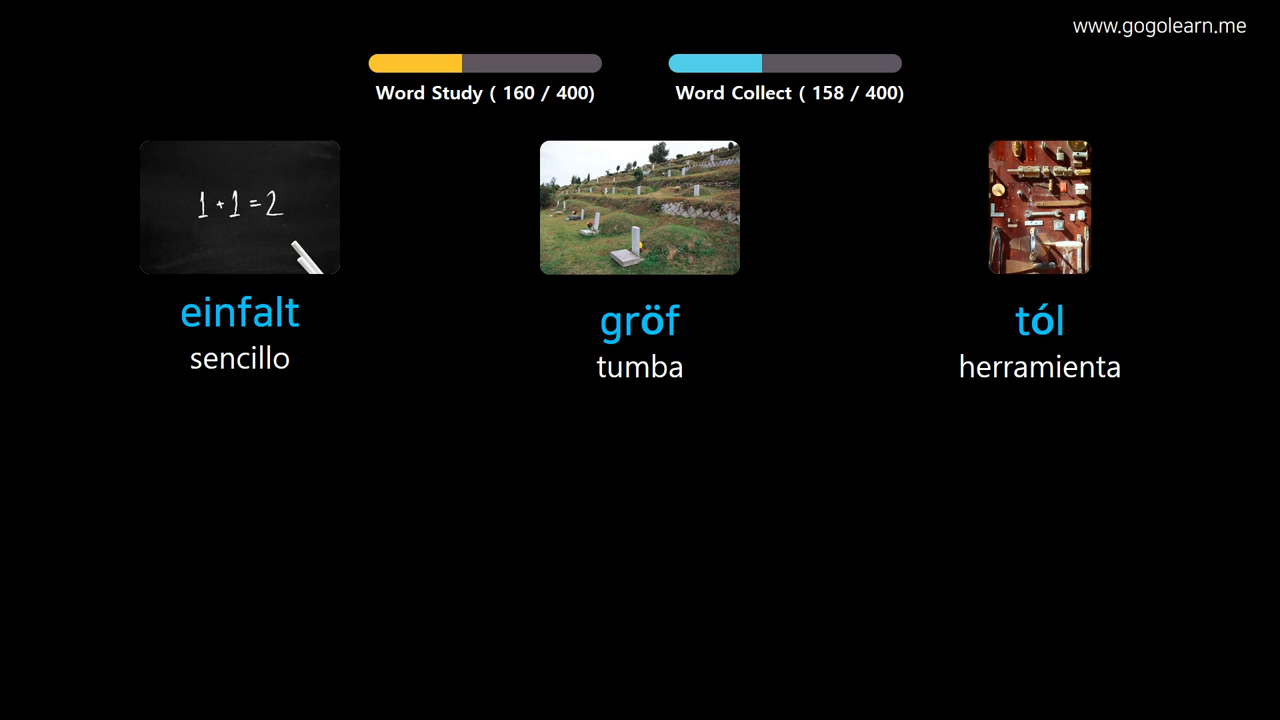 www.gogolearn.me
Word Study ( 160 / 400)
Word Collect ( 158 / 400)
1 + 1 = 2
einfalt
sencillo
gröf
tumba
tól
herramienta